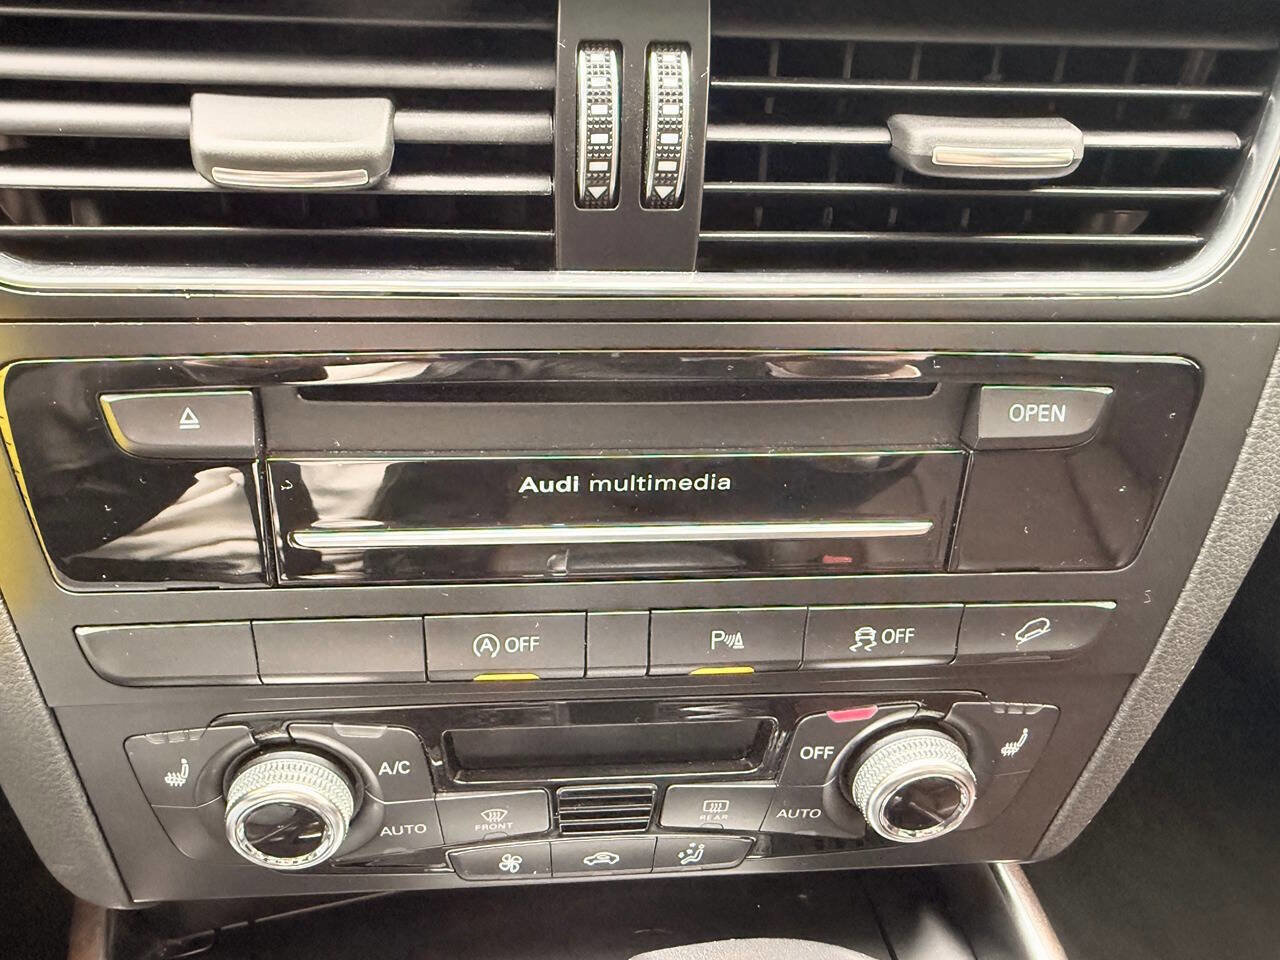 OPEN
Audi multimedia
A OFF
P
OFF
A/C
OFF
AUTO
FRONT
REAR
AUTO